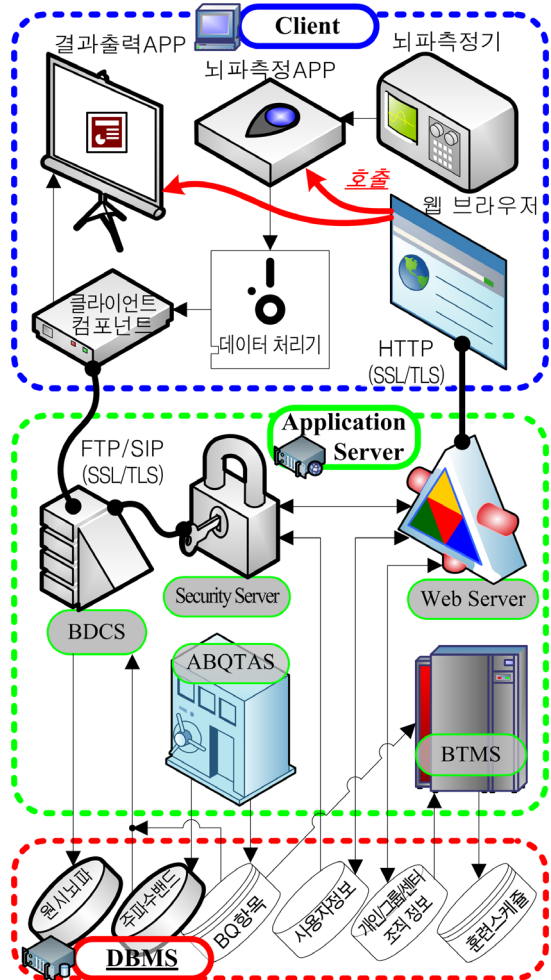 Client
결과출력APP
뇌파측정APP
뇌파측정기
호출
웹 브라우저
클라이언트
컴포넌트
데이터 처리기
HTTP
(SSL/TLS)
Application
Server
FTP/SIP
(SSL/TLS)
Security Server
Web Server
BDCS
ABQTAS
BTMS
원시뇌파
주파수밴드
BQ항목
사용자정보
개인/그룹/센타
조직 정보
훈련스케쥴
DBMS